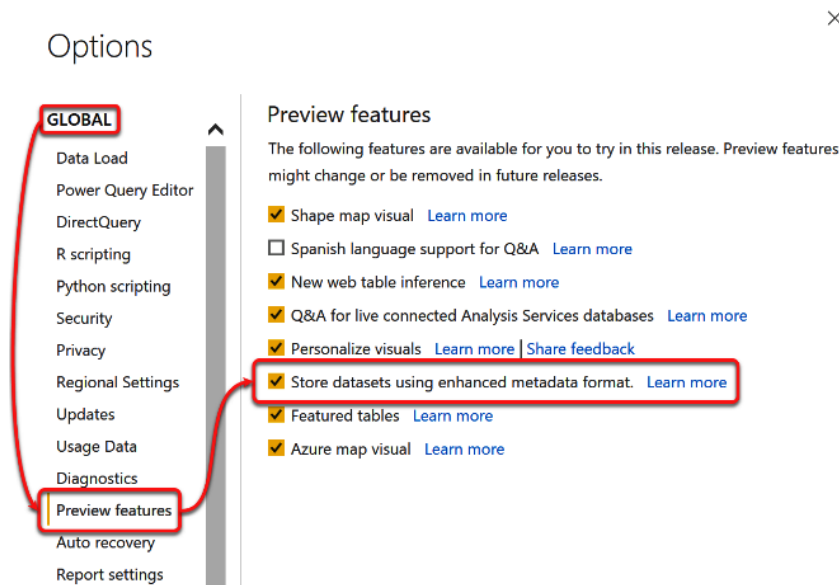 Options
GLOBAL
Data Load
Power Query Editor
DirectQuery
R scripting
Python scripting
Security
Privacy
Regional Settings
Updates
Usage Data
Diagnostics
Preview features
Auto recovery
Report settings
Preview features
The following features are available for you to try in this release. Preview features
might change or be removed in future releases.
Shape map visual Learn more
Spanish language support for Q&A Learn more
New web table inference Learn more
Q&A for live connected Analysis Services databases Learn more
Personalize visuals Learn more | Share feedback
Store datasets using enhanced metadata format. Learn more
Featured tables Learn more
Azure map visual Learn more